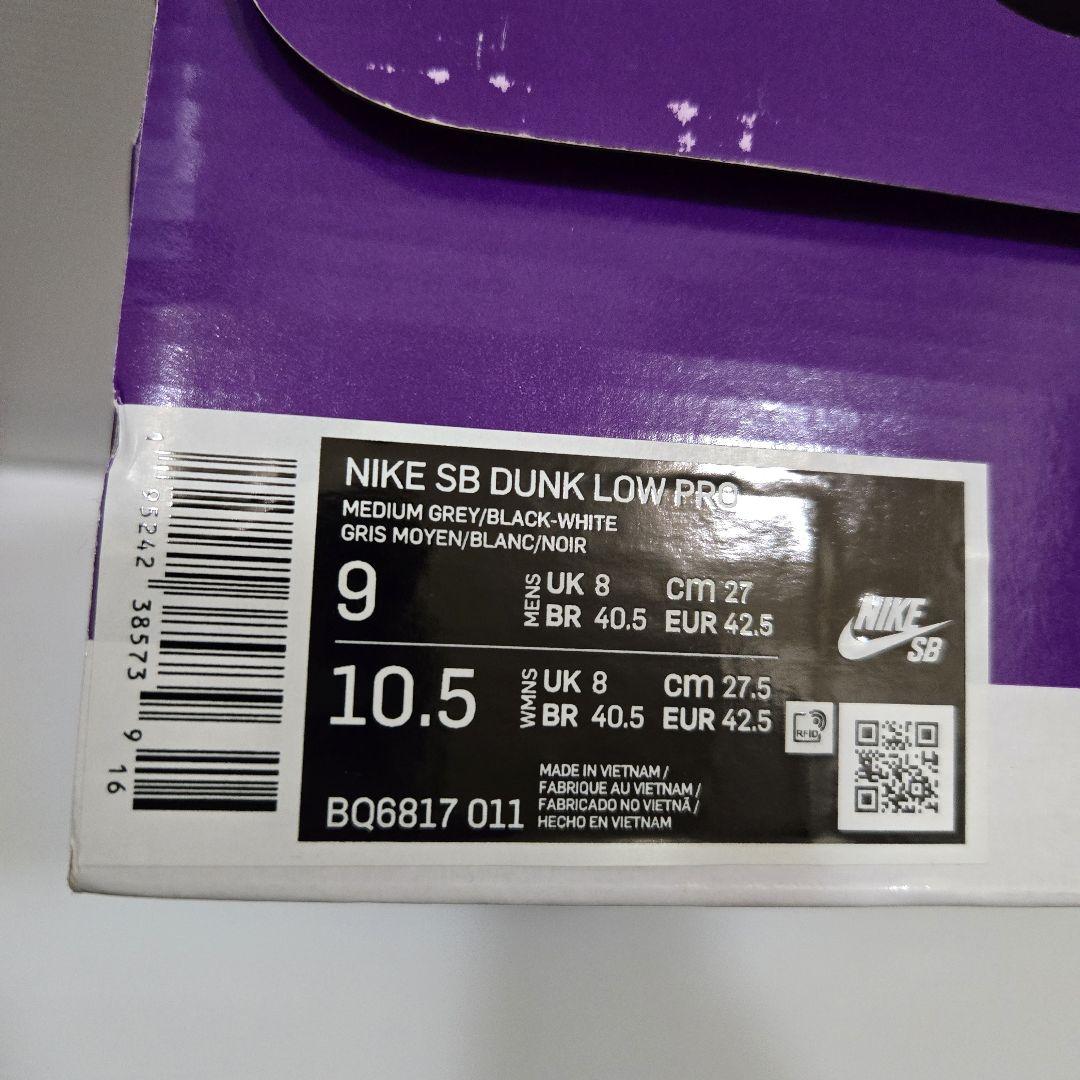 NIKE SB DUNK LOW PRO
MEDIUM GREY/BLACK-WHITE
GRIS MOYEN/BLANC/NOIR
9
MENS
UK 8 cm 27
BR 40.5 EUR 42.5
10.5
WMNS
UK 8 cm 27.5
BR 40.5 EUR 42.5
NIKE
SB
RFID
BQ6817 011
MADE IN VIETNAM /
FABRIQUE AU VIETNAM /
FABRICADO NO VIETNÃ /
HECHO EN VIETNAM
95242 38573 9 16